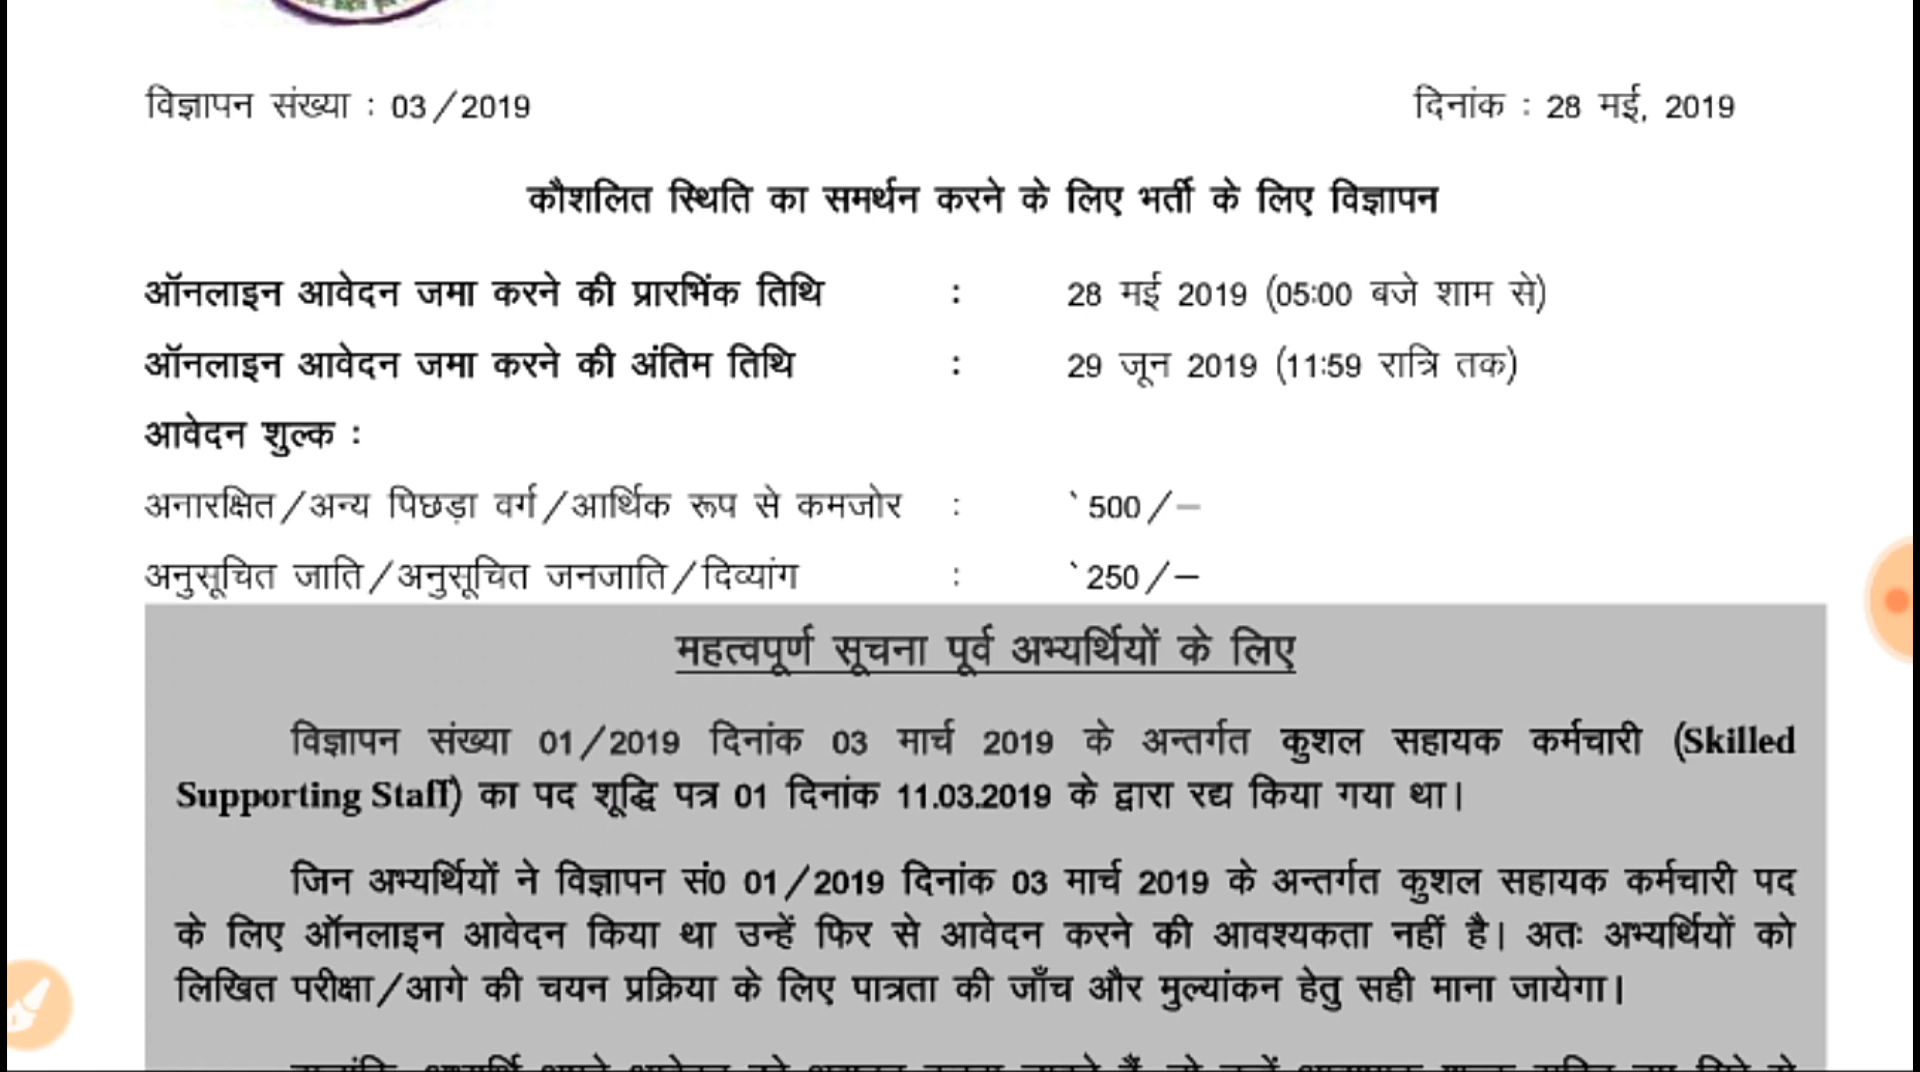 विज्ञापन संख्या : 03/2019 दिनांक : 28 मई, 2019
कौशलित स्थिति का समर्थन करने के लिए भर्ती के लिए विज्ञापन
ऑनलाइन आवेदन जमा करने की प्रारभिंक तिथि : 28 मई 2019 (05:00 बजे शाम से)
ऑनलाइन आवेदन जमा करने की अंतिम तिथि : 29 जून 2019 (11:59 रात्रि तक)
आवेदन शुल्क :
अनारक्षित/अन्य पिछड़ा वर्ग/आर्थिक रूप से कमजोर : ` 500/–
अनुसूचित जाति/अनुसूचित जनजाति/दिव्यांग : ` 250/–
महत्वपूर्ण सूचना पूर्व अभ्यर्थियों के लिए
विज्ञापन संख्या 01/2019 दिनांक 03 मार्च 2019 के अन्तर्गत कुशल सहायक कर्मचारी (Skilled
Supporting Staff) का पद शूद्धि पत्र 01 दिनांक 11.03.2019 के द्वारा रद्य किया गया था।
जिन अभ्यर्थियों ने विज्ञापन सं0 01/2019 दिनांक 03 मार्च 2019 के अन्तर्गत कुशल सहायक कर्मचारी पद
के लिए ऑनलाइन आवेदन किया था उन्हें फिर से आवेदन करने की आवश्यकता नहीं है। अतः अभ्यर्थियों को
लिखित परीक्षा/आगे की चयन प्रक्रिया के लिए पात्रता की जाँच और मुल्यांकन हेतु सही माना जायेगा।